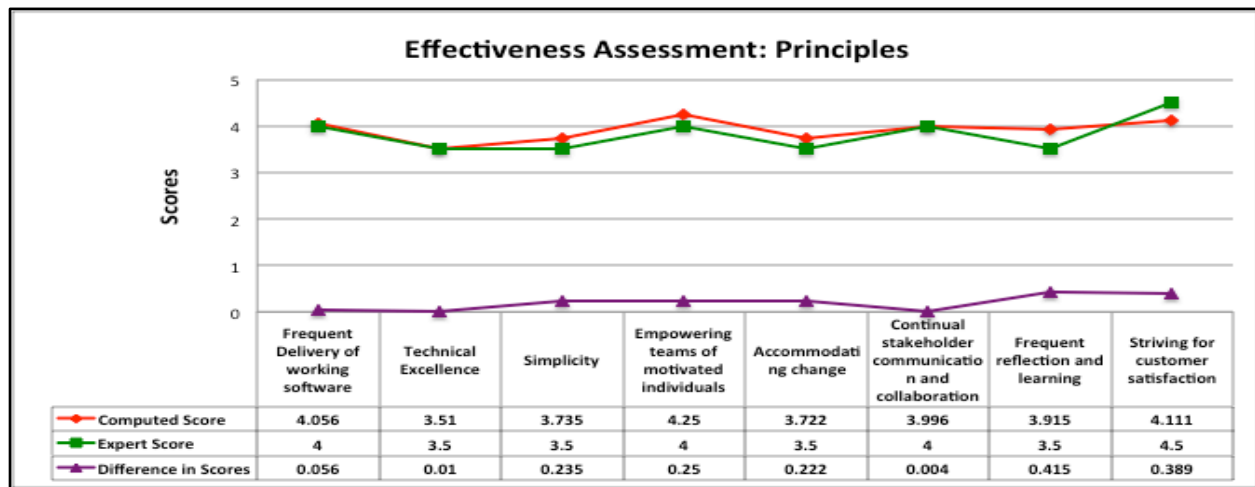 Effectiveness Assessment: Principles
Scores
5
4
3
2
1
0
Frequent
Delivery of
working
software
Technical
Excellence
Simplicity
Empowering
teams of
motivated
individuals
Accommodati
ng change
Continual
stakeholder
communicatio
n and
collaboration
Frequent
reflection and
learning
Striving for
customer
satisfaction
Computed Score 4.056 3.51 3.735 4.25 3.722 3.996 3.915 4.111
Expert Score 4 3.5 3.5 4 3.5 4 3.5 4.5
Difference in Scores 0.056 0.01 0.235 0.25 0.222 0.004 0.415 0.389